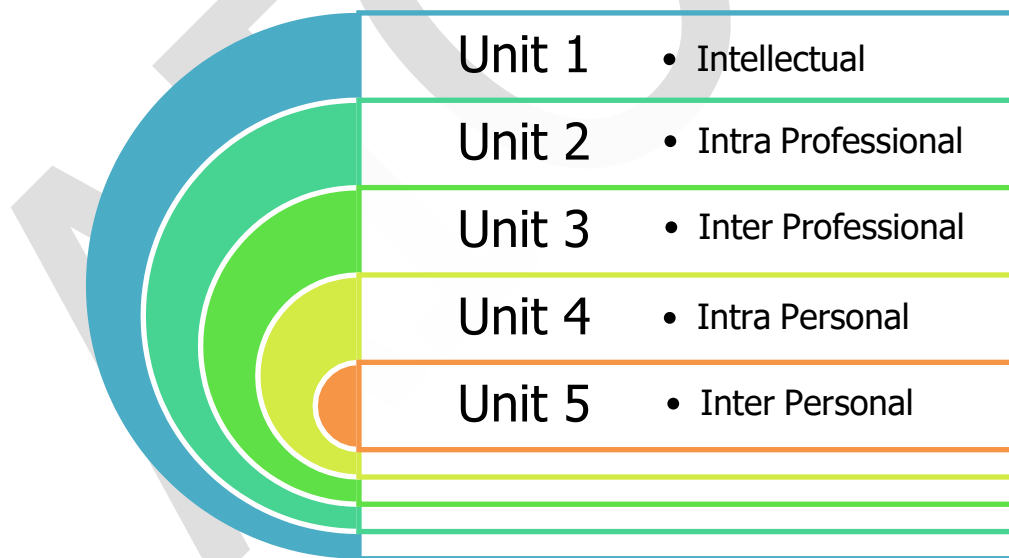 Unit 1 • Intellectual
Unit 2 • Intra Professional
Unit 3 • Inter Professional
Unit 4 • Intra Personal
Unit 5 • Inter Personal